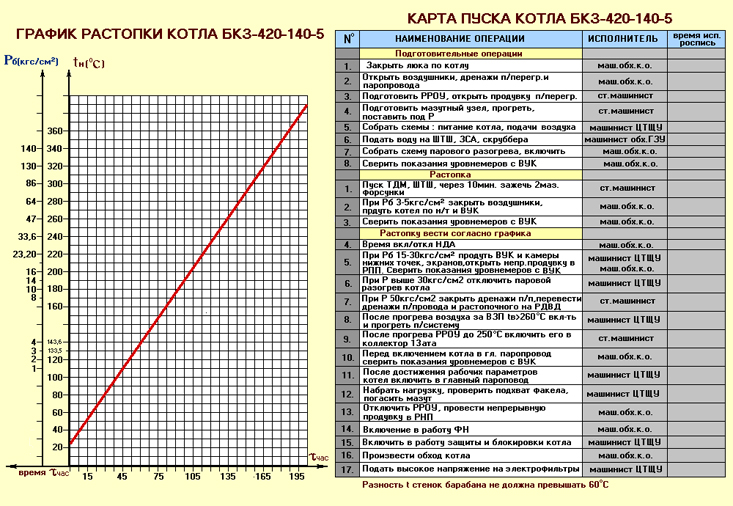 ГРАФИК РАСТОПКИ КОТЛА БКЗ-420-140-5
Рб(кгс/см²) tн(°С)
360
140 340
130 320
86 300
64 280
47 260
33,6 240
23,20 220
16 200
14
10 180
8
160
4 143,6
3 133,5
2 120
1
100
80
60
40
20
время τчас 15 45 75 105 135 165 195 τчас
КАРТА ПУСКА КОТЛА БКЗ-420-140-5
N° НАИМЕНОВАНИЕ ОПЕРАЦИИ ИСПОЛНИТЕЛЬ время исп.
роспись
Подготовительные операции
1. Закрыть люка по котлу маш.обх.к.о.
2. Открыть воздушники, дренажи п/перегр.и
паропровода маш.обх.к.о.
3. Подготовить РРОУ, открыть продувку п/перегр. ст.машинист
4. Подготовить мазутный узел, прогреть,
поставить под Р ст.машинист
5. Собрать схемы : питание котла, подачи воздуха машинист ЦТЩУ
6. Подать воду на ШТШ, ЗСА, скруббера машинист обх.ГЗУ
7. Собрать схему парового разогрева, включить маш.обх.к.о.
8. Сверить показания уровнемеров с ВУК маш.обх.к.о.
Растопка
1. Пуск ТДМ, ШТШ, через 10мин. зажечь 2маз.
форсунки ст.машинист
2. При Рб 3-5кгс/см² закрыть воздушники,
прдуть котел по н/т и ВУК маш.обх.к.о.
3. Сверить показания уровнемеров с ВУК маш.обх.к.о.
Растопку вести согласно графика
4. Время вкл/откл НДА маш.обх.к.о.
5. При Рб 15-30кгс/см² продуть ВУК и камеры
нижних точек, экранов,открыть непр.продувку в машинист ЦТЩУ
РПП. Сверить показания уровнемеров с ВУК маш.обх.к.о.
6. При Р выше 30кгс/см2 отключить паровой
разогрев котла машинист ЦТЩУ
7. При Р 50кгс/см2 закрыть дренажи п/п,перевести
дренажи п/провода и растопочного на РДВД ст.машинист
8. После прогрева воздуха за ВЗП tв>260°С вкл-ть
и прогреть п/систему машинист ЦТЩУ
9. После прогрева РРОУ до 250°С включить его в
коллектор 13ата ст.машинист
10. Перед включением котла в гл. паропровод
сверить показания уровнемеров с ВУК маш.обх.к.о.
11. После достижения рабочих параметров
котел включить в главный пароповод машинист ЦТЩУ
12. Набрать нагрузку, проверить подхват факела,
погасить мазут машинист ЦТЩУ
13. Отключить РРОУ, провести непрерывную
продувку в РНП маш.обх.к.о.
14. Включение в работу ФН маш.обх.к.о.
15. Включить в работу защиты и блокировки котла машинист ЦТЩУ
16. Произвести обход котла маш.обх.к.о.
17. Подать высокое напряжение на электрофильтры машинист ЦТЩУ
Разность t стенок барабана не должна превышать 60°С